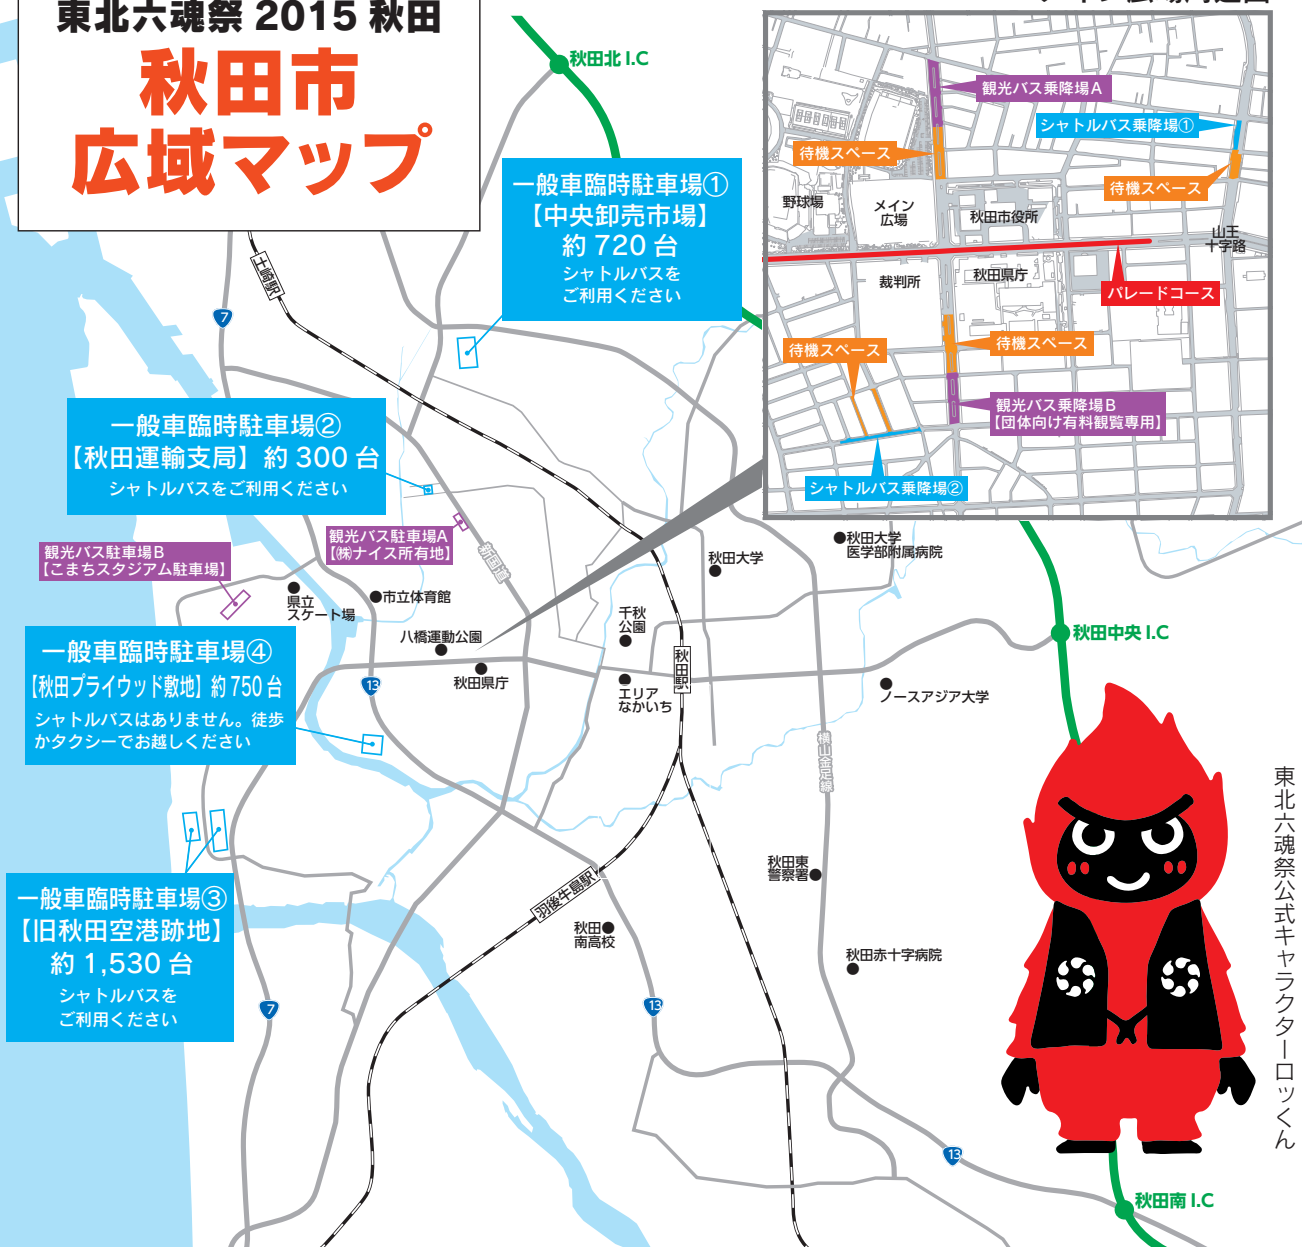 東北六魂祭 2015 秋田
秋田市
広域マップ
秋田北 I.C
一般車臨時駐車場①
【中央卸売市場】
約 720 台
シャトルバスを
ご利用ください
観光バス乗降場A
シャトルバス乗降場①
待機スペース
待機スペース
野球場
メイン
広場
秋田市役所
山王
十字路
裁判所
秋田県庁
パレードコース
待機スペース
待機スペース
観光バス乗降場B
【団体向け有料観覧専用】
シャトルバス乗降場②
土崎駅
7
一般車臨時駐車場②
【秋田運輸支局】約 300 台
シャトルバスをご利用ください
観光バス駐車場A
【㈱ナイス所有地】
観光バス駐車場B
【こまちスタジアム駐車場】
新国道
秋田大学
秋田大学
医学部附属病院
県立
スケート場
市立体育館
千秋
公園
八橋運動公園
秋田県庁
秋田駅
エリア
なかいち
ノースアジア大学
秋田中央 I.C
一般車臨時駐車場④
【秋田プライウッド敷地】約 750 台
シャトルバスはありません。徒歩
かタクシーでお越しください
13
横山金足線
一般車臨時駐車場③
【旧秋田空港跡地】
約 1,530 台
シャトルバスを
ご利用ください
羽後牛島駅
秋田東
警察署
秋田
南高校
秋田赤十字病院
7
13
13
秋田南 I.C
東北六魂祭公式キャラクターロッくん